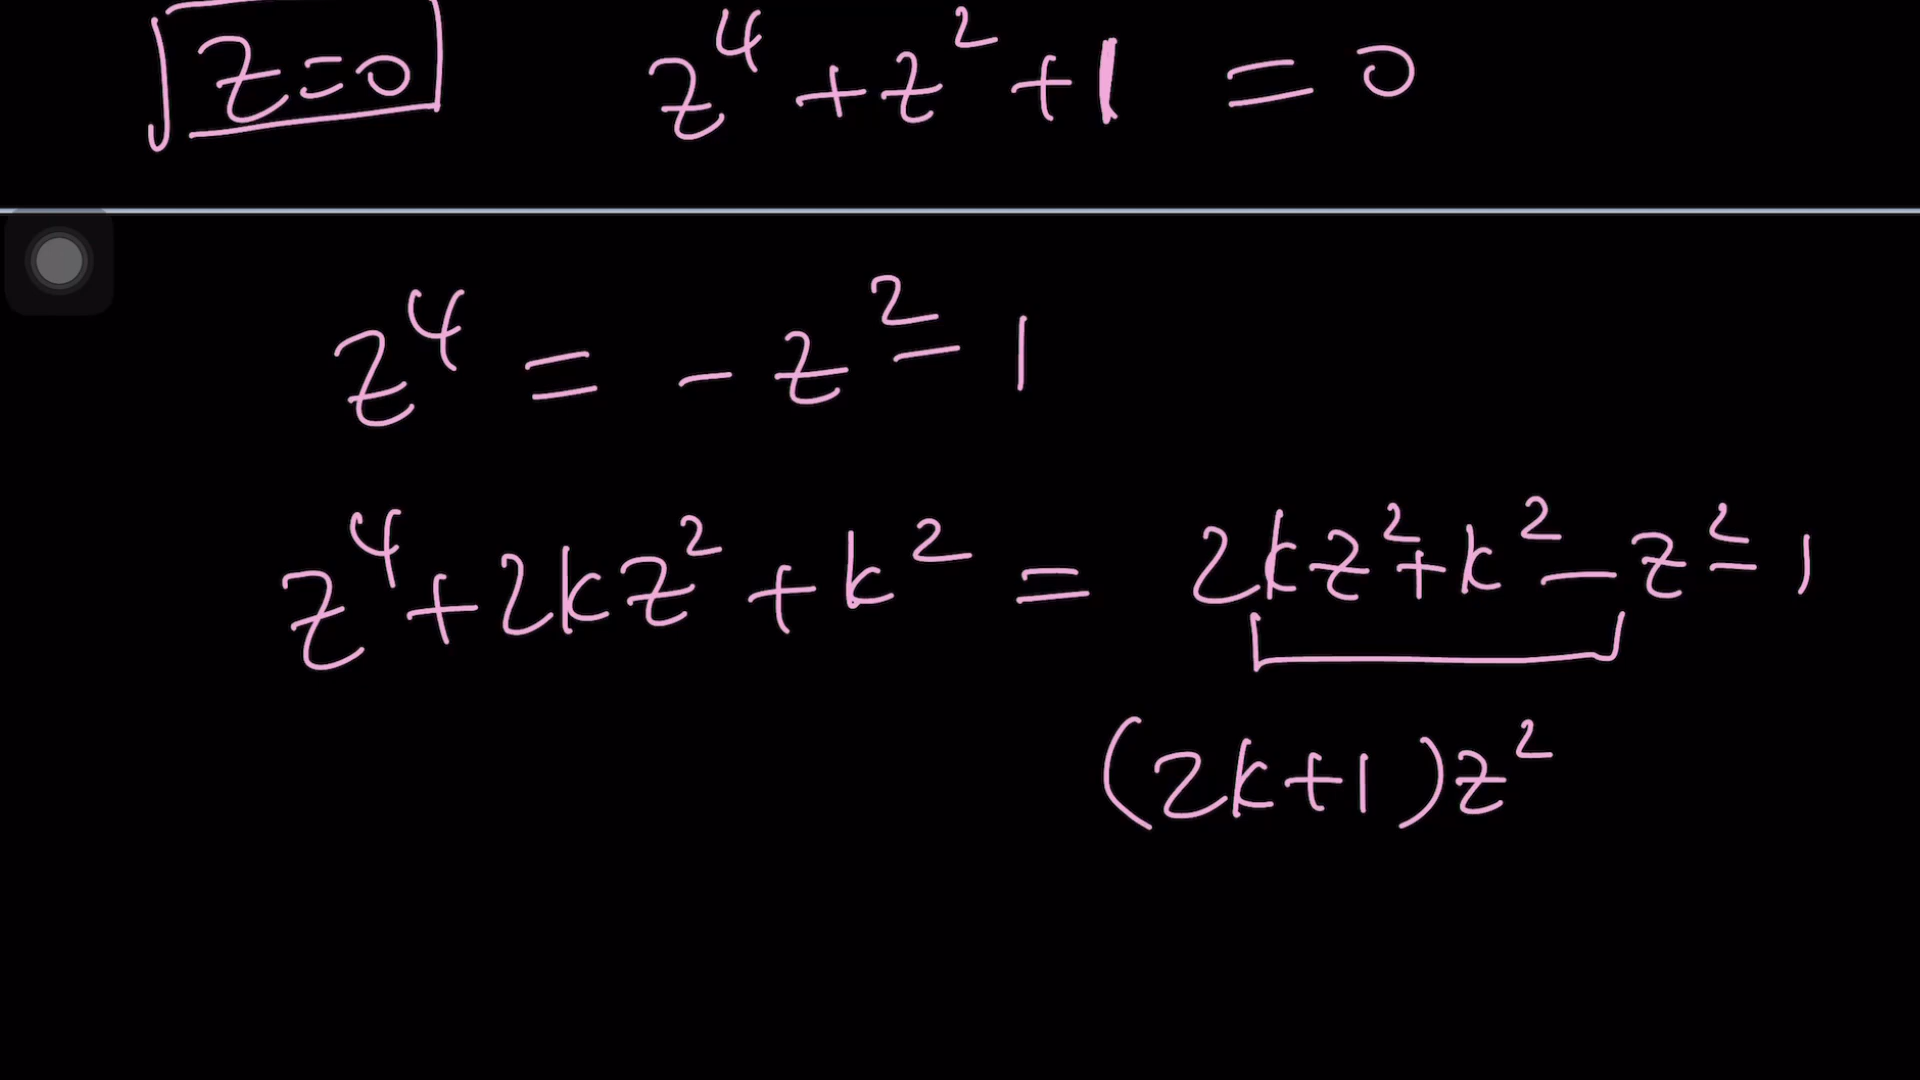 z=0 z⁴ + z² + 1 = 0
z⁴ = - z² - 1
z⁴ + 2kz² + k² = 2kz² + k² - z² - 1
(2k+1)z²